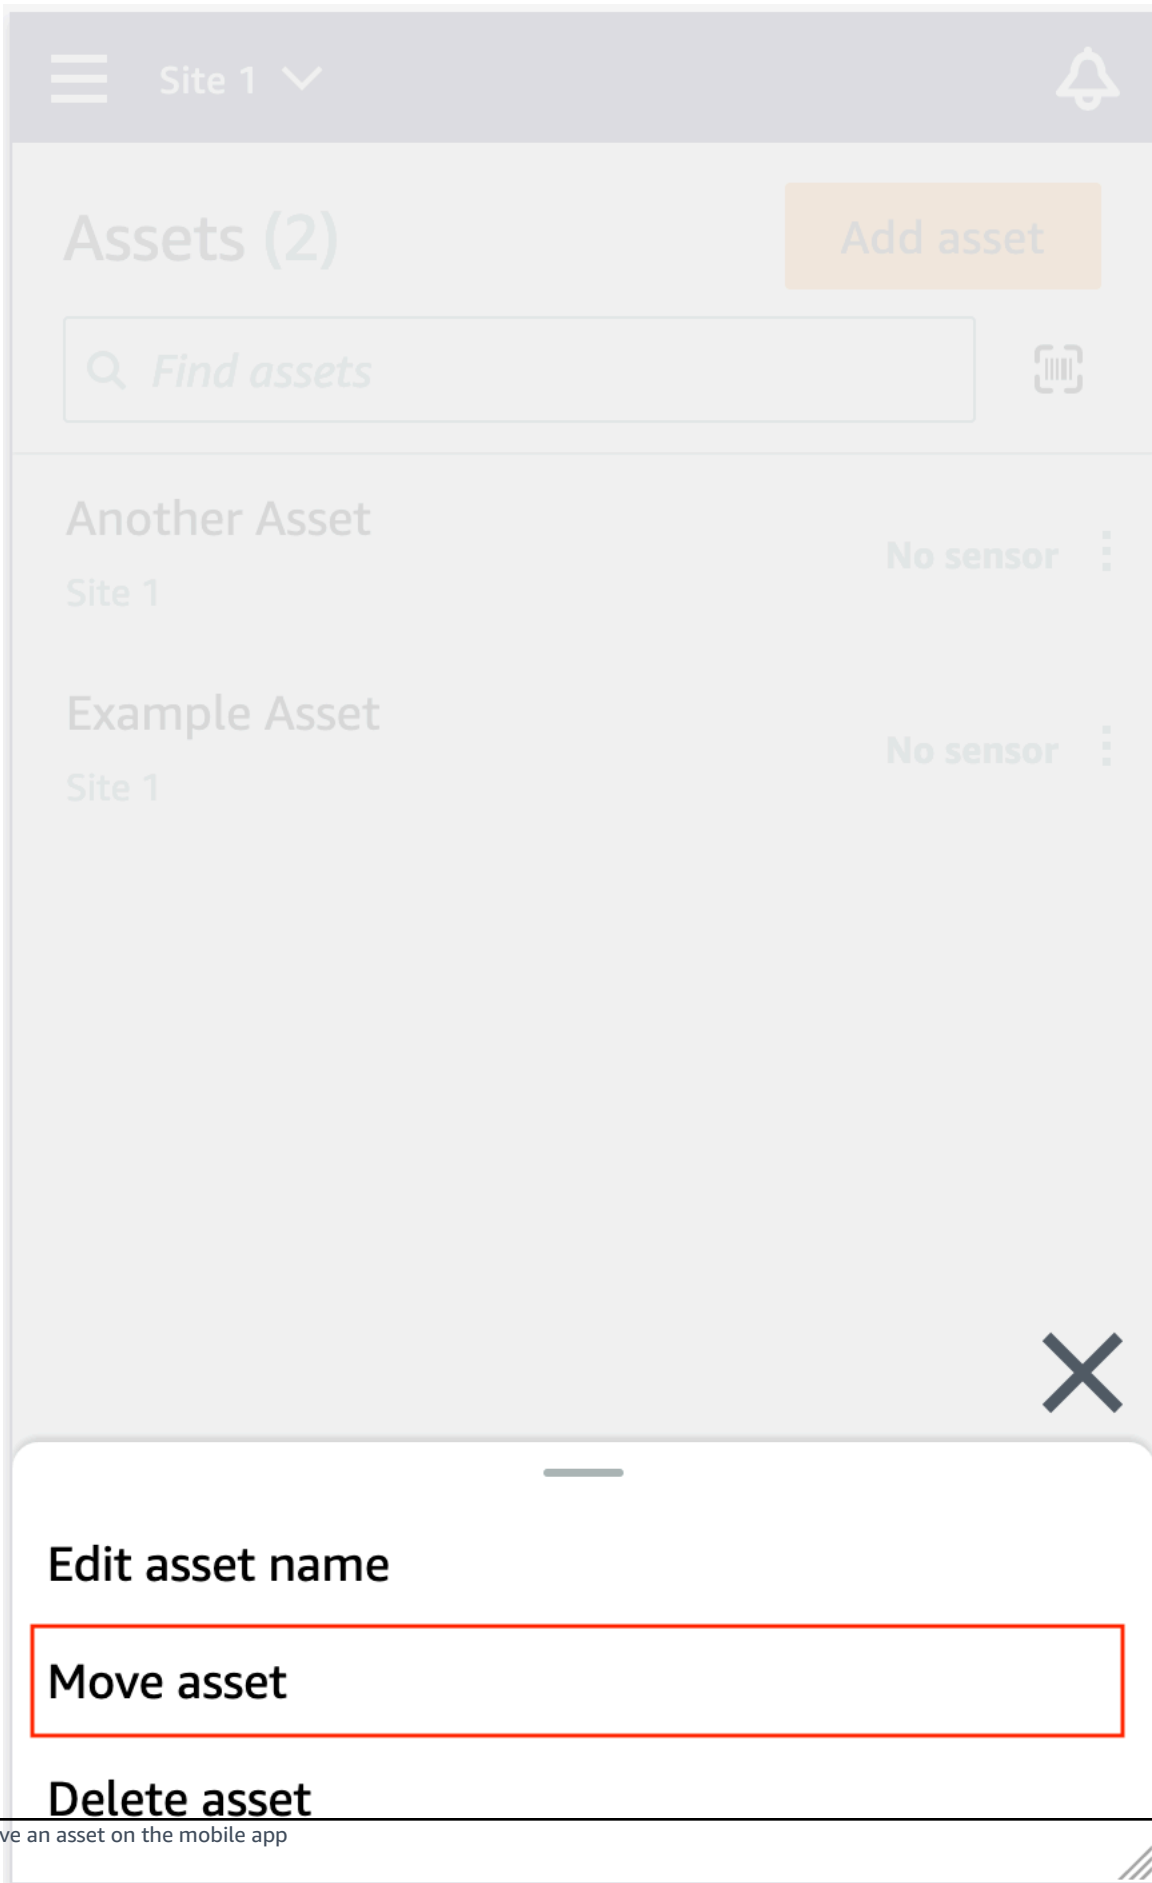 Site 1
Assets (2)
Add asset
Find assets
Another Asset
No sensor
Site 1
Example Asset
No sensor
Site 1
Edit asset name
Move asset
Delete asset
ve an asset on the mobile app